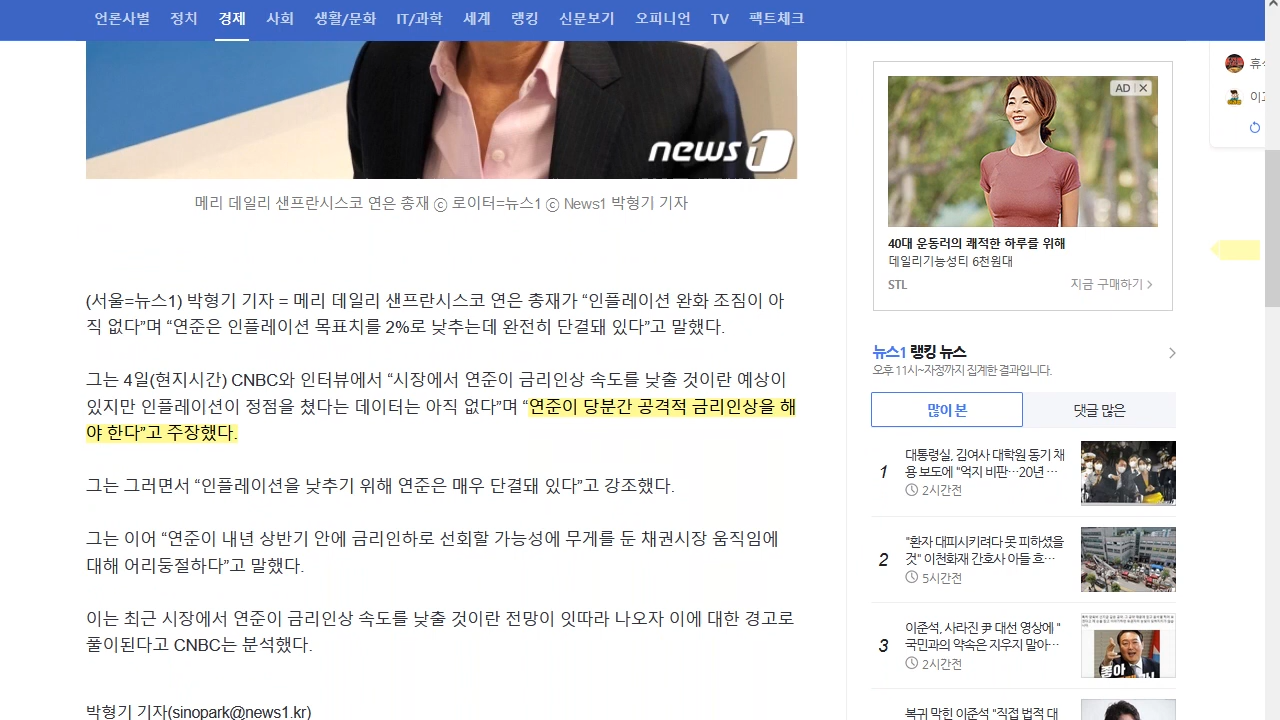 언론사별 정치 경제 사회 생활/문화 IT/과학 세계 랭킹 신문보기 오피니언 TV 팩트체크
news1
메리 데일리 샌프란시스코 연은 총재 ⓒ 로이터=뉴스1 ⓒ News1 박형기 기자
(서울=뉴스1) 박형기 기자 = 메리 데일리 샌프란시스코 연은 총재가 “인플레이션 완화 조짐이 아
직 없다”며 “연준은 인플레이션 목표치를 2%로 낮추는데 완전히 단결돼 있다”고 말했다.
그는 4일(현지시간) CNBC와 인터뷰에서 “시장에서 연준이 금리인상 속도를 낮출 것이란 예상이
있지만 인플레이션이 정점을 쳤다는 데이터는 아직 없다”며 “연준이 당분간 공격적 금리인상을 해
야 한다”고 주장했다.
그는 그러면서 “인플레이션을 낮추기 위해 연준은 매우 단결돼 있다”고 강조했다.
그는 이어 “연준이 내년 상반기 안에 금리인하로 선회할 가능성에 무게를 둔 채권시장 움직임에
대해 어리둥절하다”고 말했다.
이는 최근 시장에서 연준이 금리인상 속도를 낮출 것이란 전망이 잇따라 나오자 이에 대한 경고로
풀이된다고 CNBC는 분석했다.
박형기 기자(sinopark@news1.kr)
AD
40대 운동러의 쾌적한 하루를 위해
데일리기능성티 6천원대
STL 지금 구매하기 >
뉴스1 랭킹 뉴스
오후 11시~자정까지 집계한 결과입니다.
많이 본 댓글 많은
1
대통령실, 김여사 대학원 동기 채
용 보도에 "억지 비판…20년 …
2시간전
2
"환자 대피시키려다 못 피하셨을
것" 이천화재 간호사 아들 흐…
5시간전
3
이준석, 사라진 尹 대선 영상에 "
국민과의 약속은 지우지 말아…
2시간전
좋아
복귀 막힌 이준석 "직접 법적 대